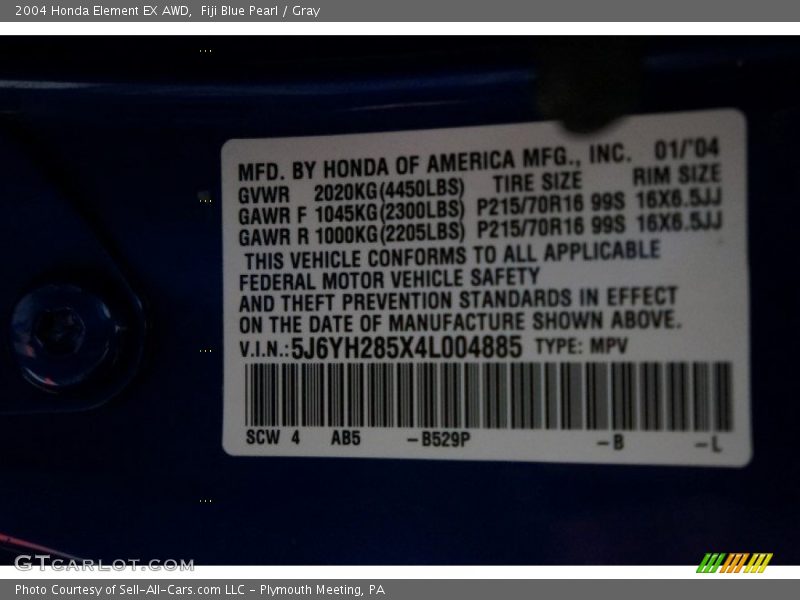 2004 Honda Element EX AWD,  Fiji Blue Pearl / Gray
MFD. BY HONDA OF AMERICA MFG., INC. 01/'04
GVWR 2020KG(4450LBS) TIRE SIZE RIM SIZE
GAWR F 1045KG(2300LBS) P215/70R16 99S 16X6.5JJ
GAWR R 1000KG(2205LBS) P215/70R16 99S 16X6.5JJ
THIS VEHICLE CONFORMS TO ALL APPLICABLE
FEDERAL MOTOR VEHICLE SAFETY
AND THEFT PREVENTION STANDARDS IN EFFECT
ON THE DATE OF MANUFACTURE SHOWN ABOVE.
V.I.N.:5J6YH285X4L004885 TYPE: MPV
SCW 4 AB5 -B529P -B -L
GTCARLOT.COM
Photo Courtesy of Sell-All-Cars.com LLC - Plymouth Meeting, PA